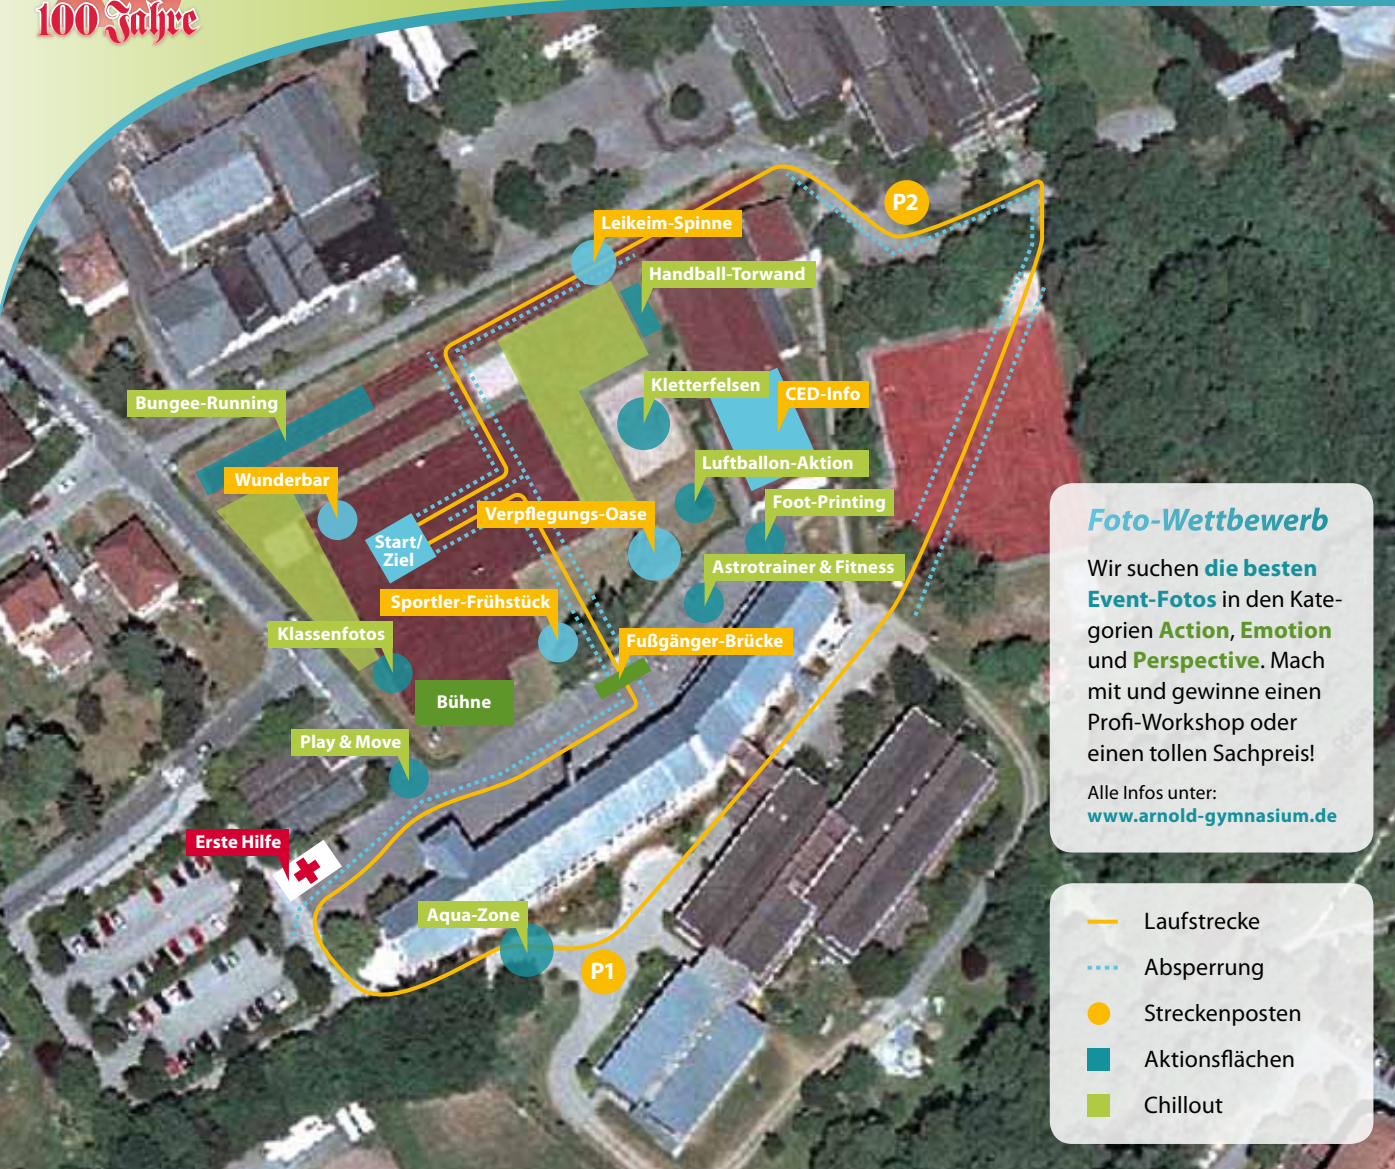 100 Jahre
P2
Leikeim-Spinne
Handball-Torwand
Kletterfelsen
CED-Info
Bungee-Running
Luftballon-Aktion
Wunderbar
Foot-Printing
Verpflegungs-Oase
Start/
Ziel
Astrotrainer & Fitness
Sportler-Frühstück
Klassenfotos
Fußgänger-Brücke
Bühne
Play & Move
Erste Hilfe
Aqua-Zone
P1
Foto-Wettbewerb
Wir suchen die besten
Event-Fotos in den Kate-
gorien Action, Emotion
und Perspective. Mach
mit und gewinne einen
Profi-Workshop oder
einen tollen Sachpreis!
Alle Infos unter:
www.arnold-gymnasium.de
Laufstrecke
Absperrung
Streckenposten
Aktionsflächen
Chillout